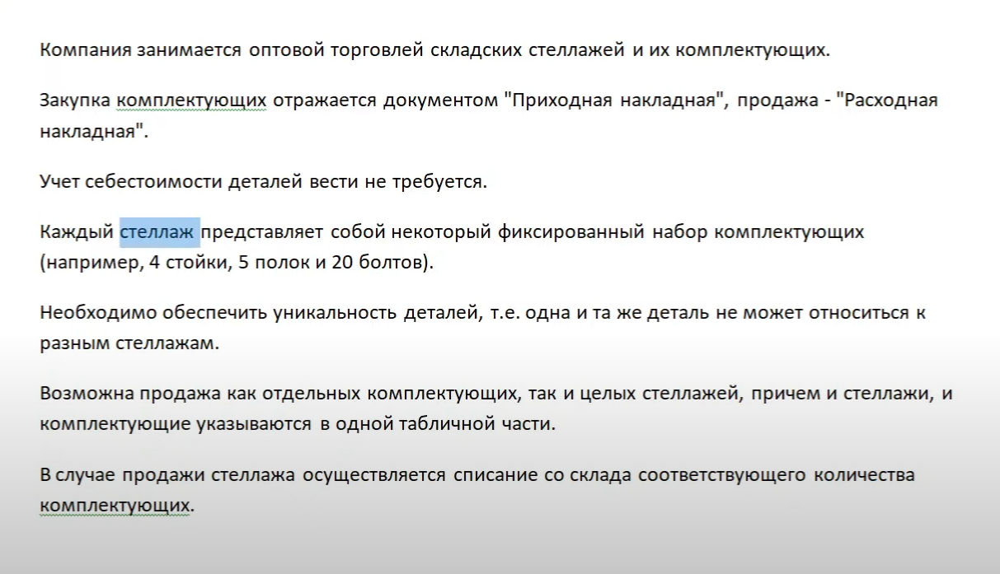 Компания занимается оптовой торговлей складских стеллажей и их комплектующих.
Закупка комплектующих отражается документом "Приходная накладная", продажа - "Расходная
накладная".
Учет себестоимости деталей вести не требуется.
Каждый стеллаж представляет собой некоторый фиксированный набор комплектующих
(например, 4 стойки, 5 полок и 20 болтов).
Необходимо обеспечить уникальность деталей, т.е. одна и та же деталь не может относиться к
разным стеллажам.
Возможна продажа как отдельных комплектующих, так и целых стеллажей, причем и стеллажи, и
комплектующие указываются в одной табличной части.
В случае продажи стеллажа осуществляется списание со склада соответствующего количества
комплектующих.